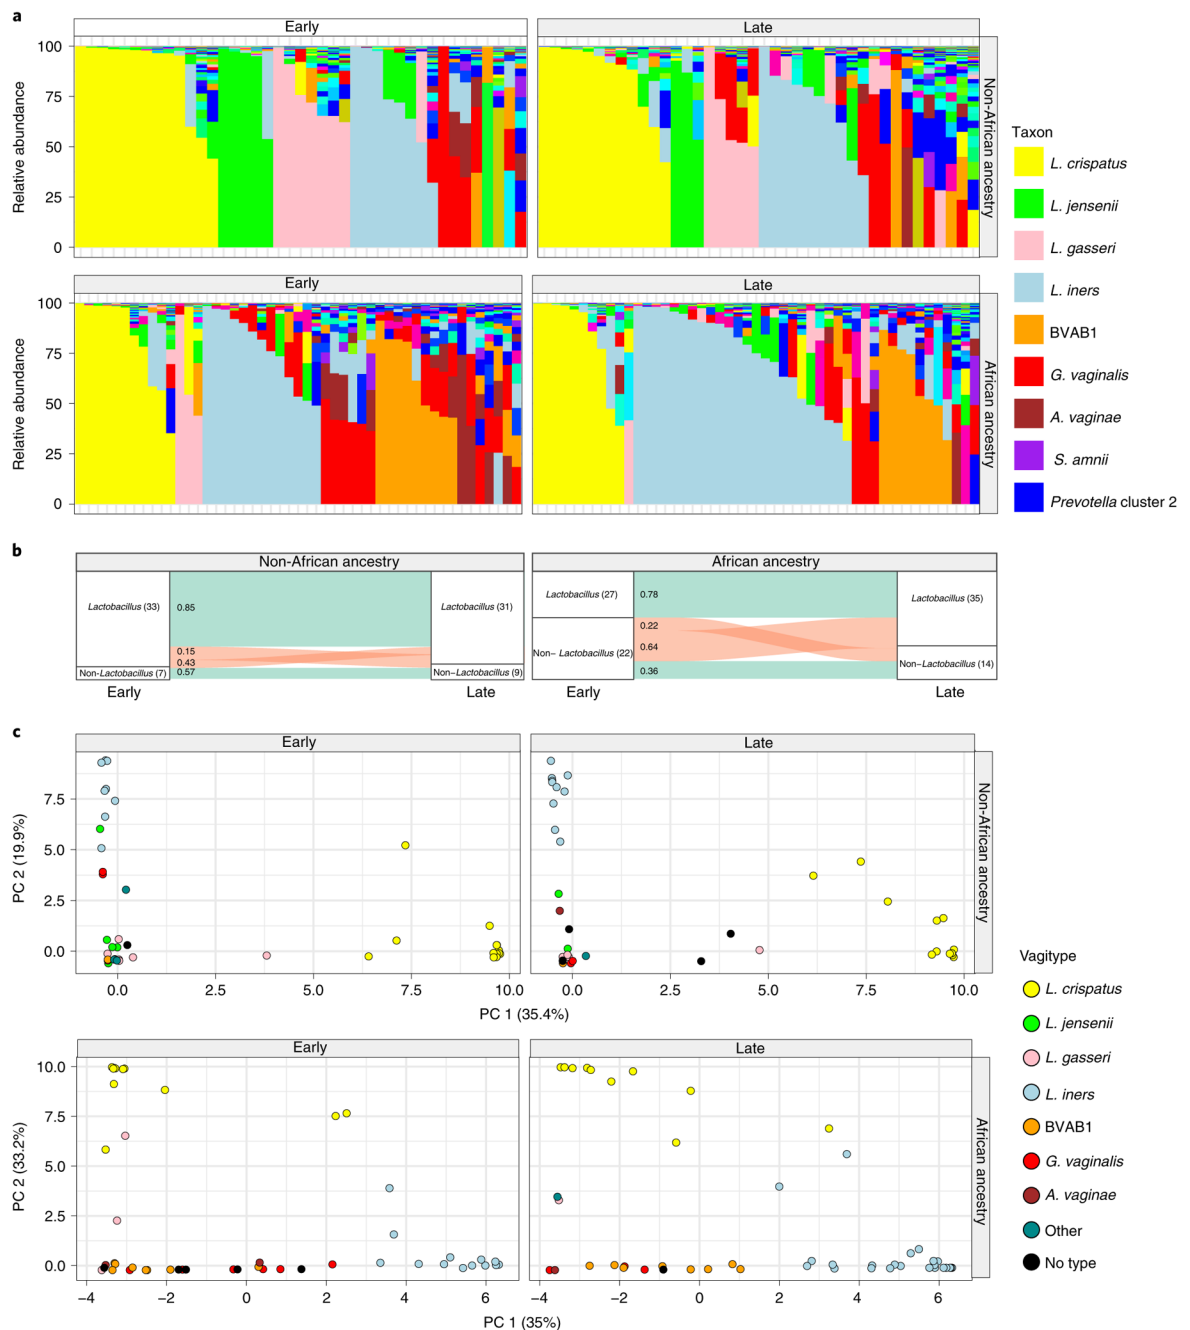 a
Early
Late
Relative abundance
100
75
50
25
0
Non-African ancestry
Early
Late
Relative abundance
100
75
50
25
0
African ancestry
Taxon
L. crispatus
L. jensenii
L. gasseri
L. iners
BVAB1
G. vaginalis
A. vaginae
S. amnii
Prevotella cluster 2
b
Non-African ancestry
African ancestry
Lactobacillus (33)
0.85
Lactobacillus (31)
0.15
0.43
Non-Lactobacillus (7)
0.57
Non-Lactobacillus (9)
Early
Late
Lactobacillus (27)
0.78
Lactobacillus (35)
0.22
Non- Lactobacillus (22)
0.64
Non-Lactobacillus (14)
0.36
Early
Late
c
Early
Late
PC 2 (19.9%)
7.5
5.0
2.5
0.0
Non-African ancestry
0.0 2.5 5.0 7.5 10.0
0.0 2.5 5.0 7.5 10.0
PC 1 (35.4%)
Early
Late
PC 2 (33.2%)
10.0
7.5
5.0
2.5
0.0
African ancestry
-4 -2 0 2 4 6
-4 -2 0 2 4 6
PC 1 (35%)
Vagitype
L. crispatus
L. jensenii
L. gasseri
L. iners
BVAB1
G. vaginalis
A. vaginae
Other
No type